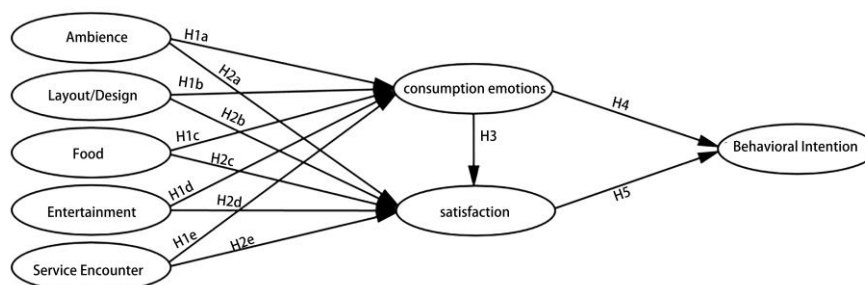 Ambience
H1a
H2a
Layout/Design
H1b
H2b
consumption emotions
H4
Food
H1c
H2c
H3
Behavioral Intention
H1d
Entertainment
H2d
satisfaction
H5
H1e
H2e
Service Encounter